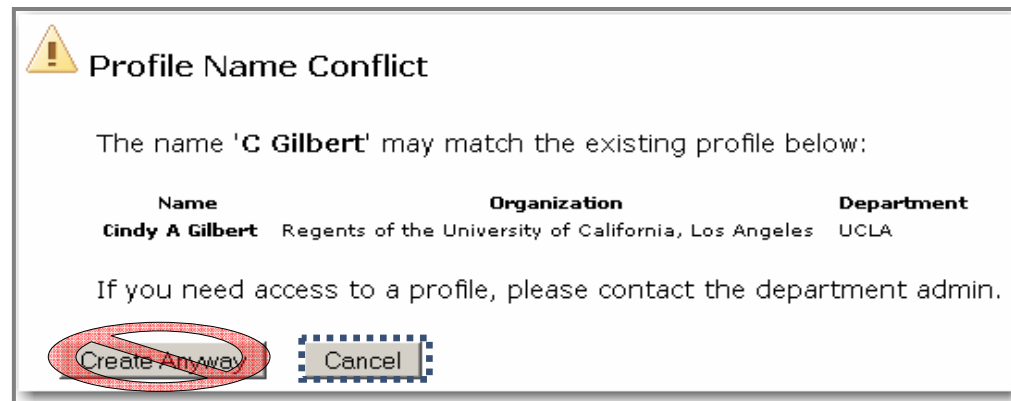 Profile Name Conflict
The name 'C Gilbert' may match the existing profile below:
Name Organization Department
Cindy A Gilbert Regents of the University of California, Los Angeles UCLA
If you need access to a profile, please contact the department admin.
Create Anyway Cancel